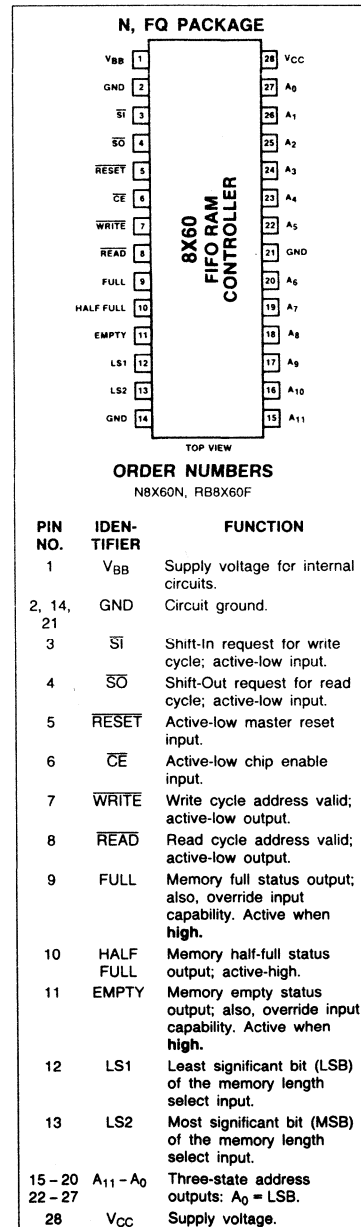 N, FQ PACKAGE
VBB 1
GND 2
SI 3
SO 4
RESET 5
CE 6
WRITE 7
READ 8
FULL 9
HALF FULL 10
EMPTY 11
LS1 12
LS2 13
GND 14
8X60
FIFO RAM
CONTROLLER
28 VCC
27 A0
26 A1
25 A2
24 A3
23 A4
22 A5
21 GND
20 A6
19 A7
18 A8
17 A9
16 A10
15 A11
TOP VIEW
ORDER NUMBERS
N8X60N, RB8X60F
PIN IDEN- FUNCTION
NO. TIFIER
1 VBB Supply voltage for internal
circuits.
2, 14, GND Circuit ground.
21
3 SI Shift-In request for write
cycle; active-low input.
4 SO Shift-Out request for read
cycle; active-low input.
5 RESET Active-low master reset
input.
6 CE Active-low chip enable
input.
7 WRITE Write cycle address valid;
active-low output.
8 READ Read cycle address valid;
active-low output.
9 FULL Memory full status output;
also, override input
capability. Active when
high.
10 HALF Memory half-full status
FULL output; active-high.
11 EMPTY Memory empty status
output; also, override input
capability. Active when
high.
12 LS1 Least significant bit (LSB)
of the memory length
select input.
13 LS2 Most significant bit (MSB)
of the memory length
select input.
15 – 20 A11 – A0 Three-state address
22 – 27 outputs: A0 = LSB.
28 VCC Supply voltage.